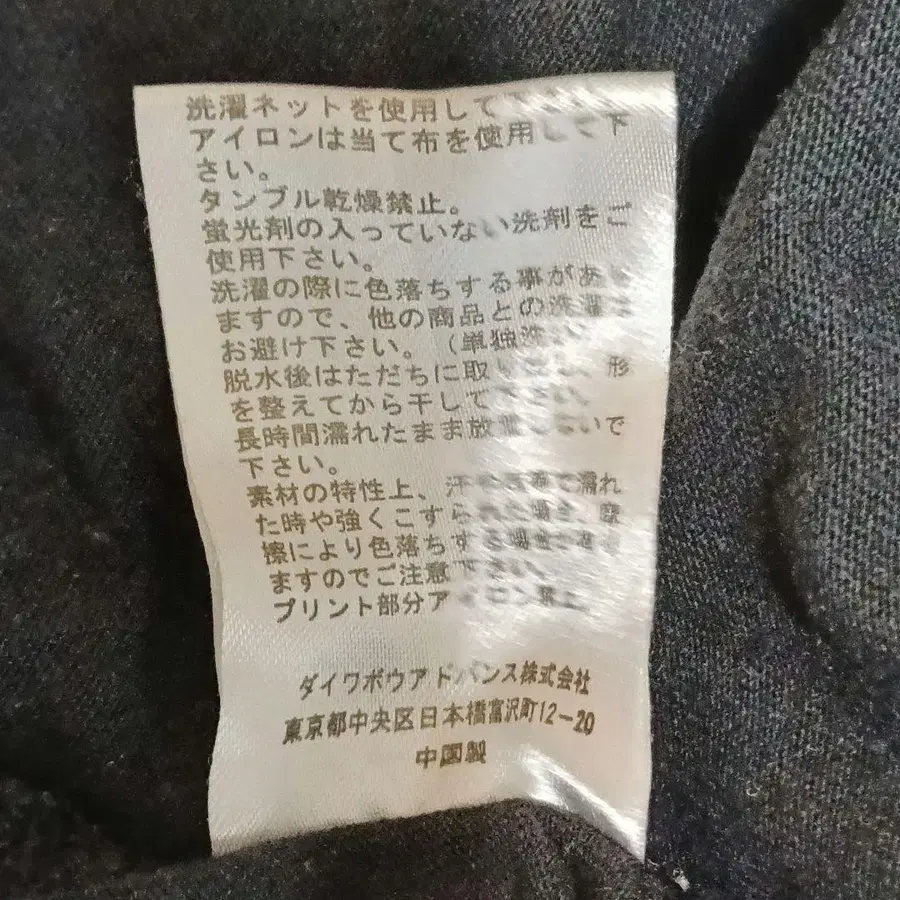 洗濯ネットを使用して下さい。
アイロンは当て布を使用して下
さい。
タンブル乾燥禁止。
蛍光剤の入っていない洗剤をご
使用下さい。
洗濯の際に色落ちする事があり
ますので、他の商品との洗濯は
お避け下さい。（単独洗
脱水後はただちに取り出し、形
を整えてから干して下さい。
長時間濡れたまま放置しないで
下さい。
素材の特性上、汗や 濡れ
た時や強くこすられた場合、摩
擦により色落ちする場合があり
ますのでご注意下さい。
プリント部分アイロン禁止。
ダイワボウアドバンス株式会社
東京都中央区日本橋富沢町12-20
中国製